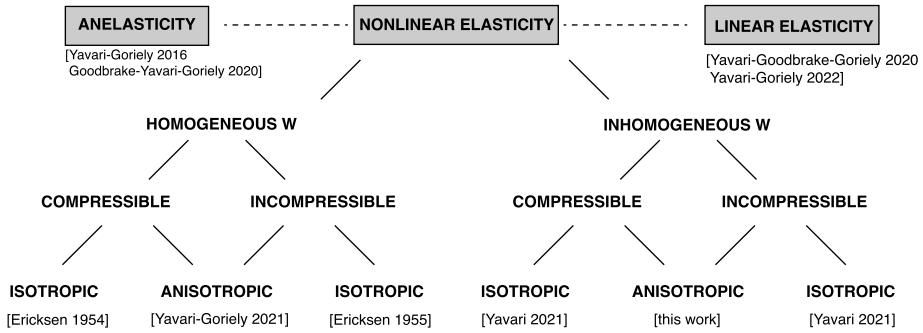 ANELASTICITY
NONLINEAR ELASTICITY
LINEAR ELASTICITY
[Yavari-Goriely 2016
Goodbrake-Yavari-Goriely 2020]
[Yavari-Goodbrake-Goriely 2020
Yavari-Goriely 2022]
HOMOGENEOUS W
INHOMOGENEOUS W
COMPRESSIBLE
INCOMPRESSIBLE
COMPRESSIBLE
INCOMPRESSIBLE
ISOTROPIC
ANISOTROPIC
ISOTROPIC
ISOTROPIC
ANISOTROPIC
ISOTROPIC
[Ericksen 1954]
[Yavari-Goriely 2021]
[Ericksen 1955]
[Yavari 2021]
[this work]
[Yavari 2021]